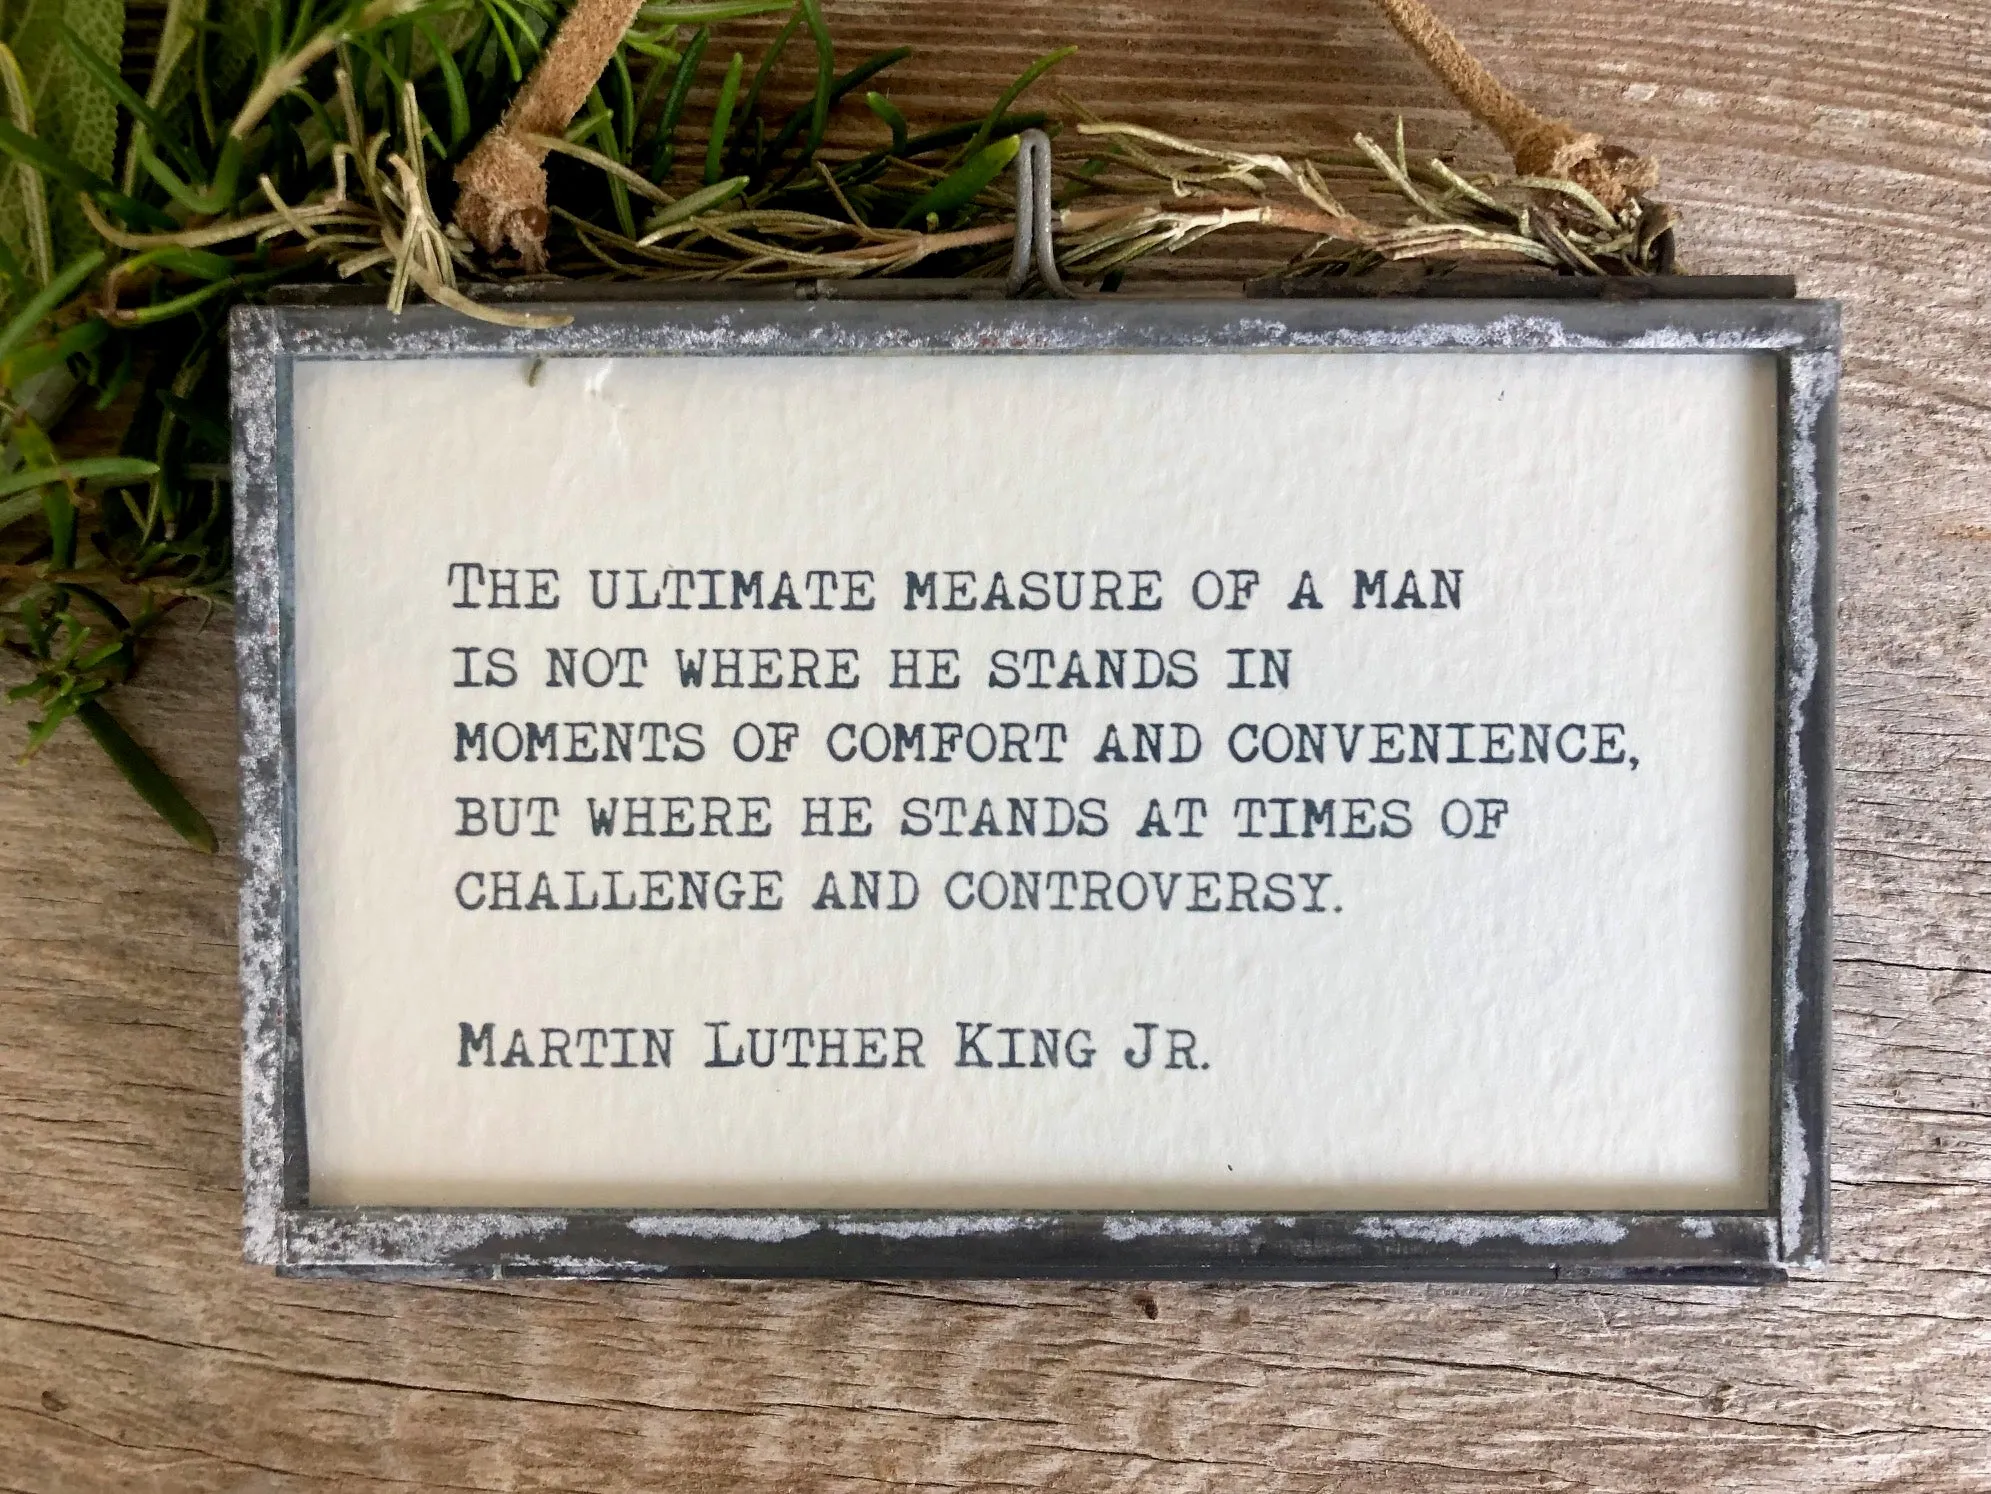 THE ULTIMATE MEASURE OF A MAN
IS NOT WHERE HE STANDS IN
MOMENTS OF COMFORT AND CONVENIENCE,
BUT WHERE HE STANDS AT TIMES OF
CHALLENGE AND CONTROVERSY.
MARTIN LUTHER KING JR.